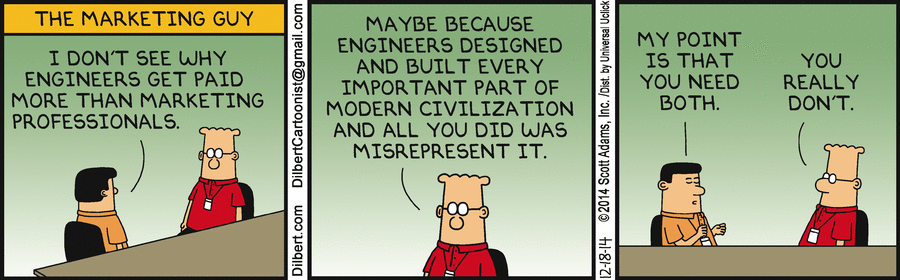 THE MARKETING GUY
I DON'T SEE WHY
ENGINEERS GET PAID
MORE THAN MARKETING
PROFESSIONALS.
Dilbert.com DilbertCartoonist@gmail.com
MAYBE BECAUSE
ENGINEERS DESIGNED
AND BUILT EVERY
IMPORTANT PART OF
MODERN CIVILIZATION
AND ALL YOU DID WAS
MISREPRESENT IT.
12-18-14 ©2014 Scott Adams, Inc. /Dist. by Universal Uclick
MY POINT
IS THAT
YOU NEED
BOTH.
YOU
REALLY
DON'T.